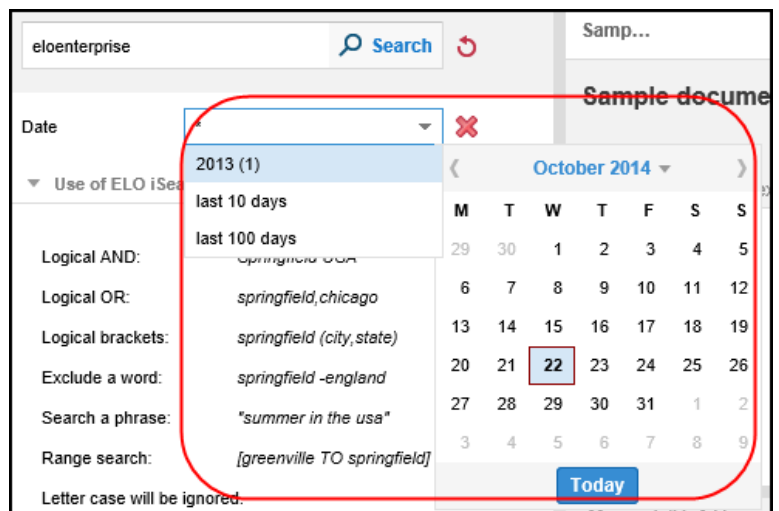 eloenterprise
Search
Samp...
Sample docume
Date
*
2013 (1)
last 10 days
last 100 days
October 2014
M T W T F S S
29 30 1 2 3 4 5
6 7 8 9 10 11 12
13 14 15 16 17 18 19
20 21 22 23 24 25 26
27 28 29 30 31 1 2
3 4 5 6 7 8 9
Today
Use of ELO iSea
Logical AND:
Logical OR: springfield,chicago
Logical brackets: springfield (city,state)
Exclude a word: springfield -england
Search a phrase: "summer in the usa"
Range search: [greenville TO springfield]
Letter case will be ignored.